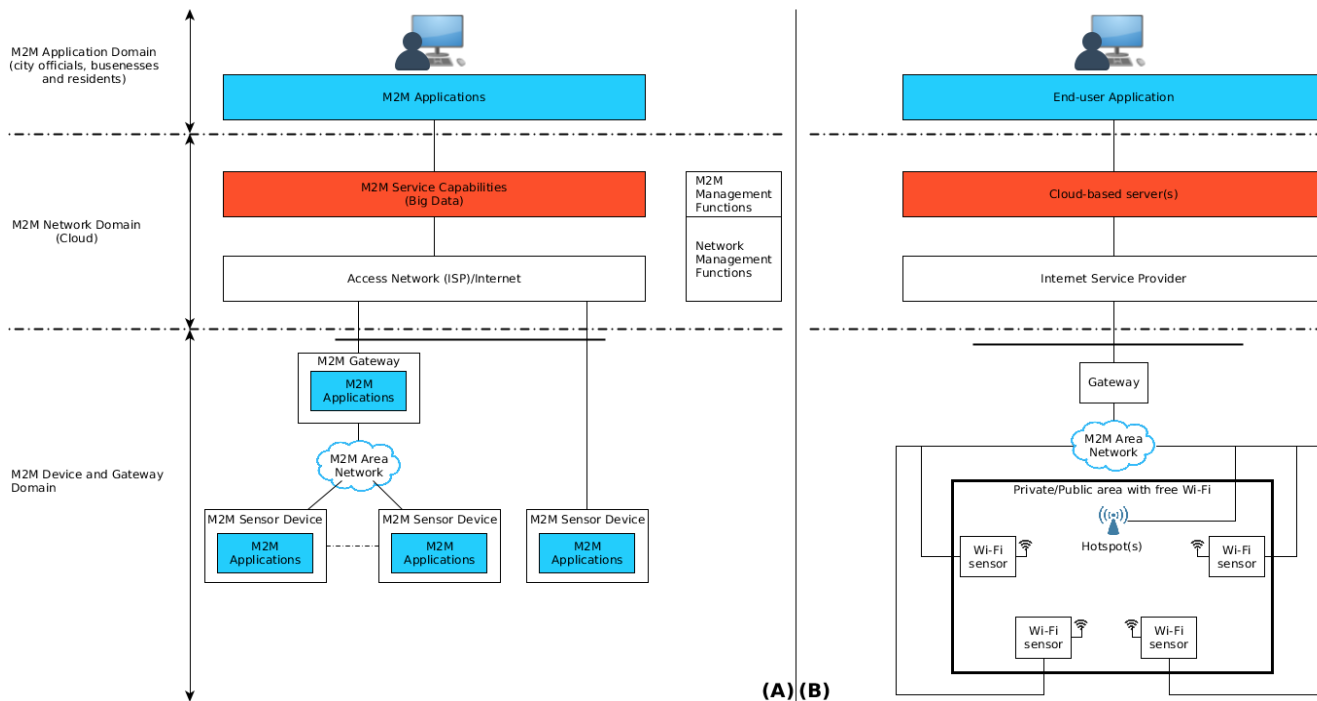 M2M Application Domain
(city officials, busenesses
and residents)
M2M Applications
M2M Network Domain
(Cloud)
M2M Service Capabilities
(Big Data)
Access Network (ISP)/Internet
M2M
Management
Functions
Network
Management
Functions
M2M Device and Gateway
Domain
M2M Gateway
M2M
Applications
M2M Area
Network
M2M Sensor Device
M2M
Applications
M2M Sensor Device
M2M
Applications
M2M Sensor Device
M2M
Applications
(A)
(B)
End-user Application
Cloud-based server(s)
Internet Service Provider
Gateway
M2M Area
Network
Private/Public area with free Wi-Fi
Hotspot(s)
Wi-Fi
sensor
Wi-Fi
sensor
Wi-Fi
sensor
Wi-Fi
sensor